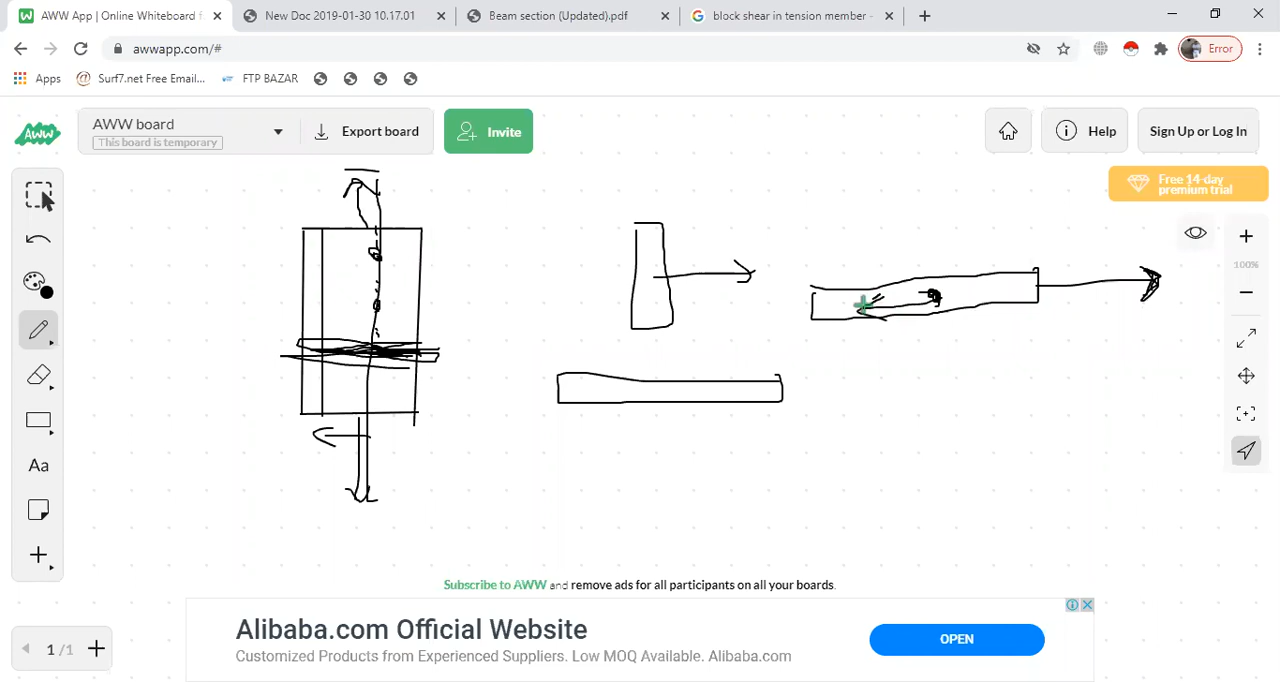 AWW App | Online Whiteboard f
New Doc 2019-01-30 10.17.01
Beam section (Updated).pdf
block shear in tension member -
awwapp.com/#
Error
Apps
Surf7.net Free Email...
FTP BAZAR
AWW
AWW board
This board is temporary
Export board
Invite
Help
Sign Up or Log In
Free 14-day
premium trial
100%
Aa
Subscribe to AWW and remove ads for all participants on all your boards.
Alibaba.com Official Website
Customized Products from Experienced Suppliers. Low MOQ Available. Alibaba.com
OPEN
1 /1